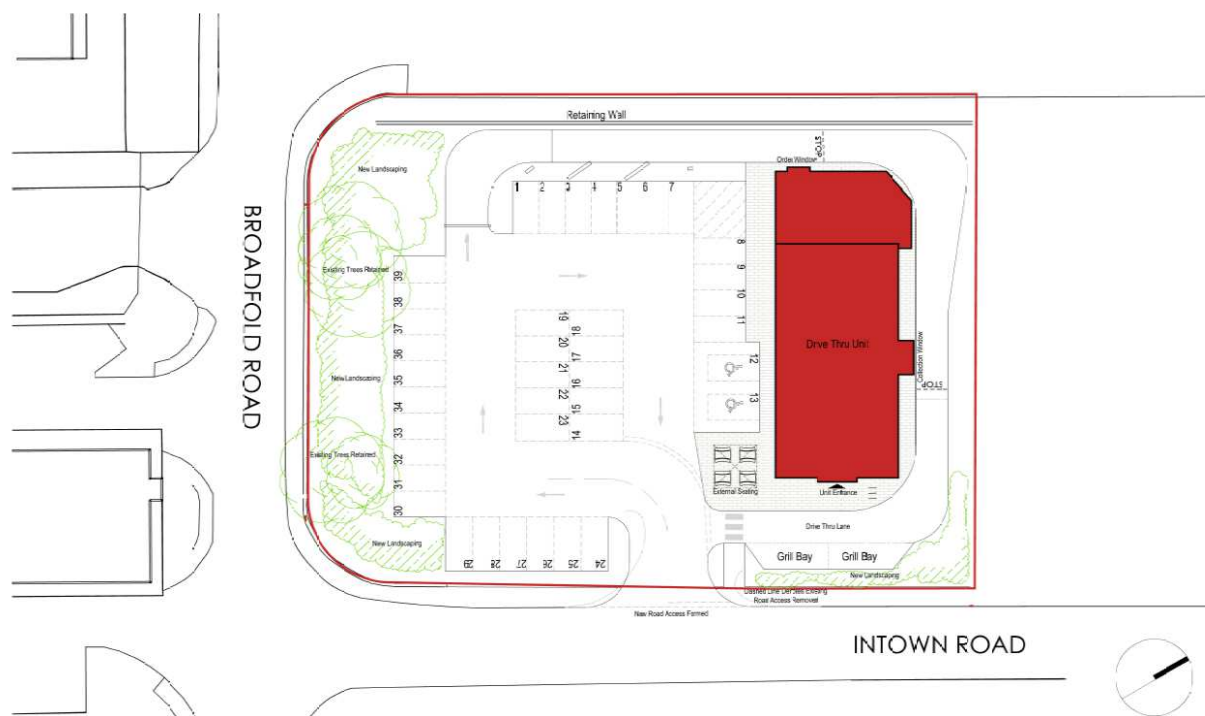 Retaining Wall
STOP
Order Window
New Landscaping
1 2 3 4 5 6 7
BROADFOLD ROAD
8
9
10
11
12
13
Existing Trees Retained
39
38
37
36
35
34
33
32
31
30
19
18
20
17
21
16
22
15
23
14
Drive Thru Unit
Collection Window
STOP
New Landscaping
Existing Trees Retained
External Seating
Unit Entrance
Drive Thru Lane
New Landscaping
29 28 27 26 25 24
Grill Bay Grill Bay
New Landscaping
Dashed Line Denotes Existing
Road Access Removed
New Road Access Formed
INTOWN ROAD